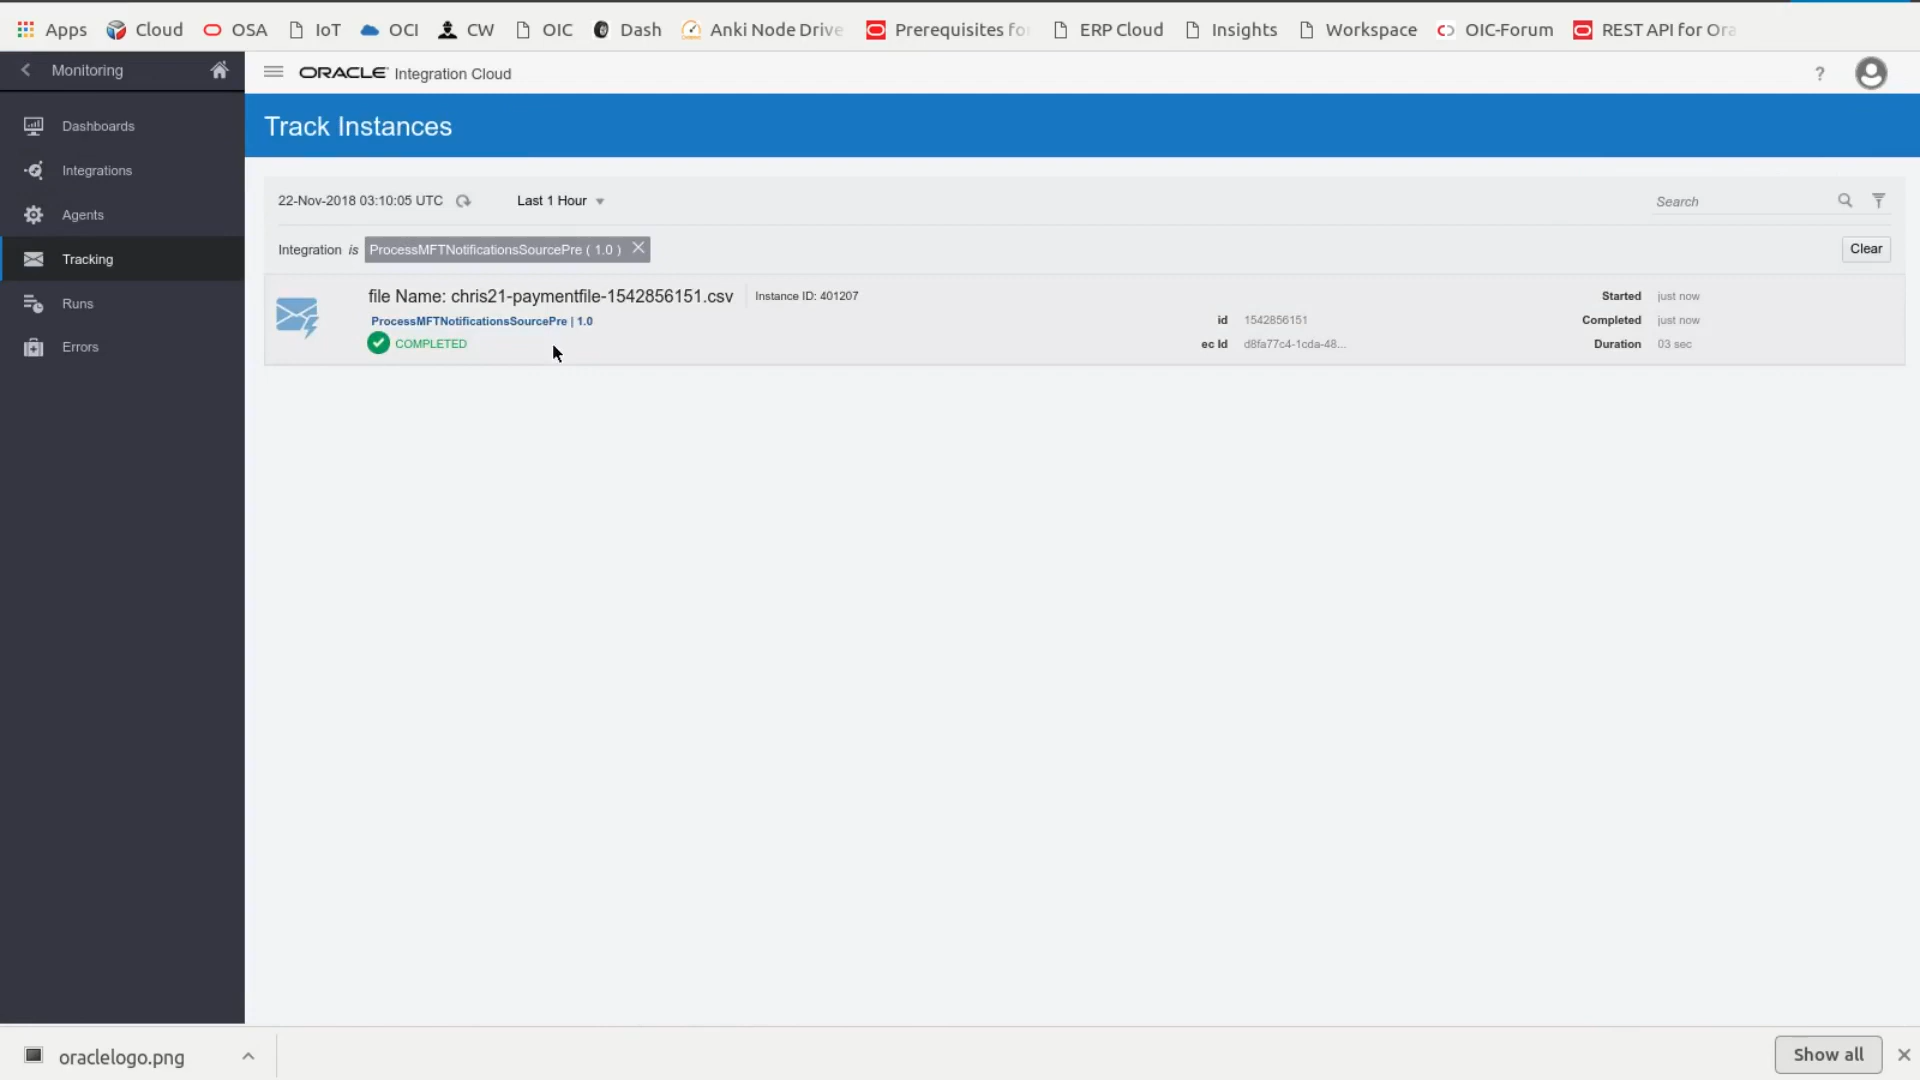 Apps Cloud OSA IoT OCI CW OIC Dash Anki Node Drive Prerequisites fo ERP Cloud Insights Workspace OIC-Forum REST API for Ora
Monitoring
ORACLE Integration Cloud
?
Track Instances
Dashboards
Integrations
Agents
Tracking
Runs
Errors
22-Nov-2018 03:10:05 UTC Last 1 Hour Search
Integration is ProcessMFTNotificationsSourcePre ( 1.0 ) Clear
file Name: chris21-paymentfile-1542856151.csv Instance ID: 401207 Started just now
ProcessMFTNotificationsSourcePre | 1.0 id 1542856151 Completed just now
COMPLETED ec Id d8fa77c4-1cda-48... Duration 03 sec
oraclelogo.png Show all